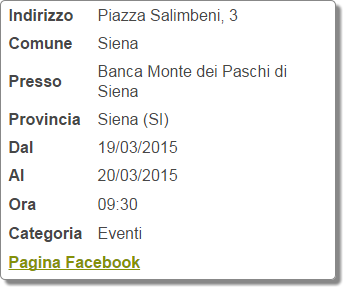 Indirizzo Piazza Salimbeni, 3
Comune Siena
Presso Banca Monte dei Paschi di
Siena
Provincia Siena (SI)
Dal 19/03/2015
Al 20/03/2015
Ora 09:30
Categoria Eventi
Pagina Facebook